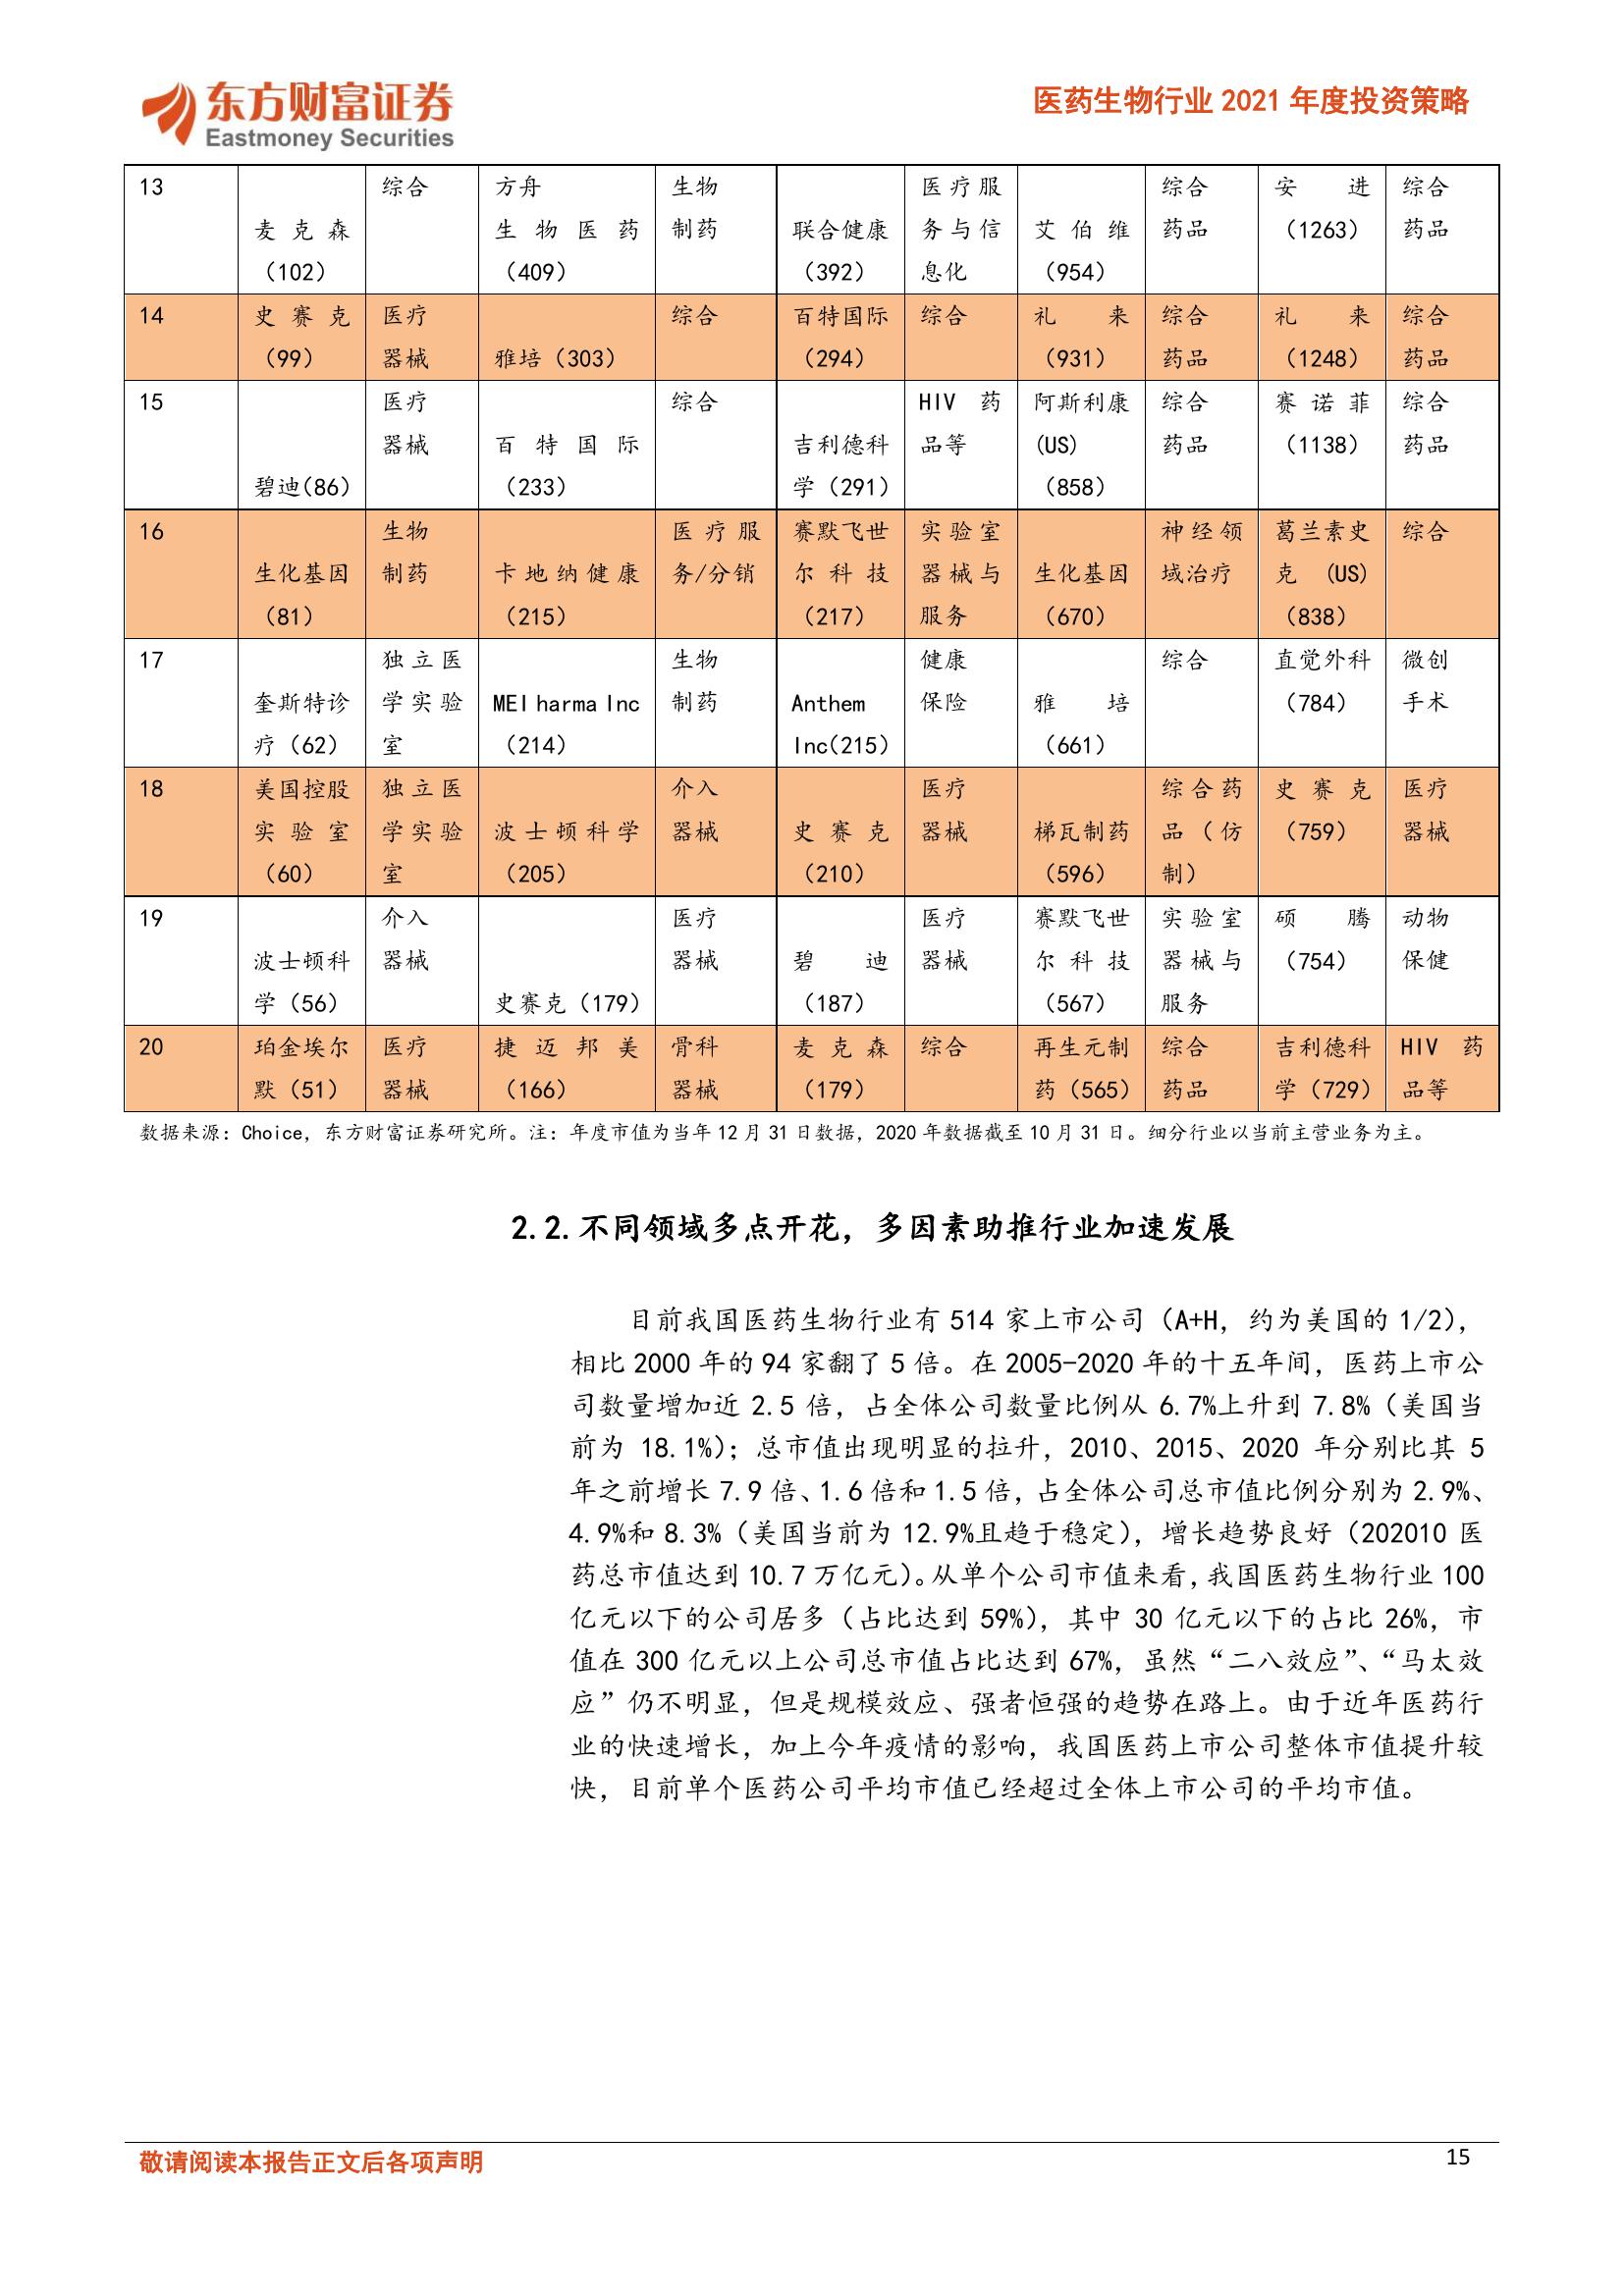 东方财富证券
Eastmoney Securities
医药生物行业 2021 年度投资策略
13 麦克森（102） 综合 方舟生物医药（409） 生物制药 联合健康（392） 医疗服务与信息化 艾伯维（954） 综合药品 安进（1263） 综合药品
14 史赛克（99） 医疗器械 雅培（303） 综合 百特国际（294） 综合 礼来（931） 综合药品 礼来（1248） 综合药品
15 碧迪(86) 医疗器械 百特国际（233） 综合 吉利德科学（291） HIV 药品等 阿斯利康(US)（858） 综合药品 赛诺菲（1138） 综合药品
16 生化基因（81） 生物制药 卡地纳健康（215） 医疗服务/分销 赛默飞世尔科技（217） 实验室器械与服务 生化基因（670） 神经领域治疗 葛兰素史克 (US)（838） 综合
17 奎斯特诊疗（62） 独立医学实验室 MEI harma Inc（214） 生物制药 Anthem Inc(215) 健康保险 雅培（661） 综合 直觉外科（784） 微创手术
18 美国控股实验室（60） 独立医学实验室 波士顿科学（205） 介入器械 史赛克（210） 医疗器械 梯瓦制药（596） 综合药品（仿制） 史赛克（759） 医疗器械
19 波士顿科学（56） 介入器械 史赛克（179） 医疗器械 碧迪（187） 医疗器械 赛默飞世尔科技（567） 实验室器械与服务 硕腾（754） 动物保健
20 珀金埃尔默（51） 医疗器械 捷迈邦美（166） 骨科器械 麦克森（179） 综合 再生元制药（565） 综合药品 吉利德科学（729） HIV 药品等
数据来源：Choice，东方财富证券研究所。注：年度市值为当年 12 月 31 日数据，2020 年数据截至 10 月 31 日。细分行业以当前主营业务为主。
2.2.不同领域多点开花，多因素助推行业加速发展
目前我国医药生物行业有 514 家上市公司（A+H，约为美国的 1/2），
相比 2000 年的 94 家翻了 5 倍。在 2005-2020 年的十五年间，医药上市公
司数量增加近 2.5 倍，占全体公司数量比例从 6.7%上升到 7.8%（美国当
前为 18.1%）；总市值出现明显的拉升，2010、2015、2020 年分别比其 5
年之前增长 7.9 倍、1.6 倍和 1.5 倍，占全体公司总市值比例分别为 2.9%、
4.9%和 8.3%（美国当前为 12.9%且趋于稳定），增长趋势良好（202010 医
药总市值达到 10.7 万亿元）。从单个公司市值来看，我国医药生物行业 100
亿元以下的公司居多（占比达到 59%），其中 30 亿元以下的占比 26%，市
值在 300 亿元以上公司总市值占比达到 67%，虽然“二八效应”、“马太效
应”仍不明显，但是规模效应、强者恒强的趋势在路上。由于近年医药行
业的快速增长，加上今年疫情的影响，我国医药上市公司整体市值提升较
快，目前单个医药公司平均市值已经超过全体上市公司的平均市值。
敬请阅读本报告正文后各项声明
15